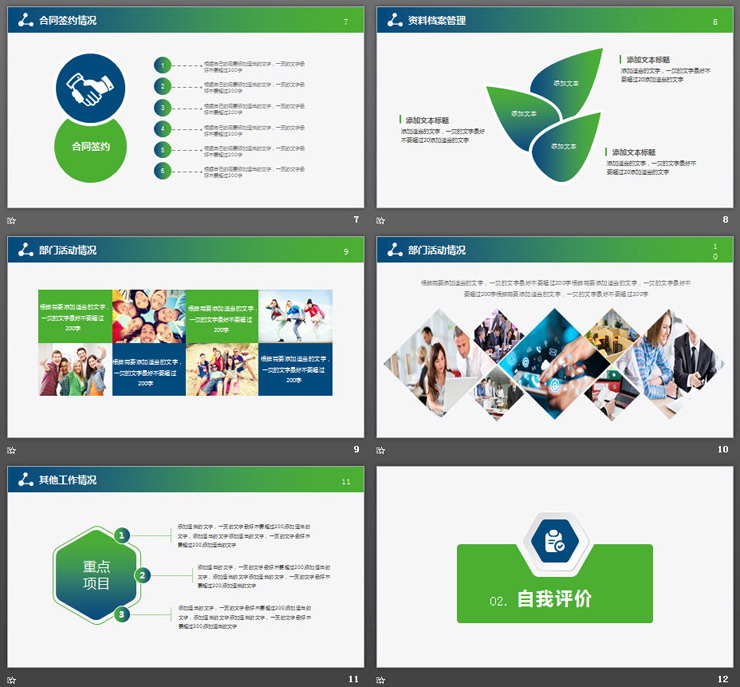 合同签约情况
7
合同签约
1
根据自己的需要添加适当的文字，一页的文字最
好不要超过200字
2
根据自己的需要添加适当的文字，一页的文字最
好不要超过200字
3
根据自己的需要添加适当的文字，一页的文字最
好不要超过200字
4
根据自己的需要添加适当的文字，一页的文字最
好不要超过200字
5
根据自己的需要添加适当的文字，一页的文字最
好不要超过200字
6
根据自己的需要添加适当的文字，一页的文字最
好不要超过200字
7
资料档案管理
8
添加文本
添加文本
添加文本
添加文本标题
添加适当的文字，一页的文字最好不
要超过20添加适当的文字
添加文本标题
添加适当的文字，一页的文字最好
不要超过20添加适当的文字
添加文本标题
添加适当的文字，一页的文字最好不
要超过20添加适当的文字
8
部门活动情况
9
根据需要添加适当的文字，
一页的文字最好不要超过
200字
根据需要添加适当的文字，
一页的文字最好不要超过
200字
根据需要添加适当的文字，
一页的文字最好不要超过
200字
根据需要添加适当的文字，
一页的文字最好不要超过
200字
9
部门活动情况
1
0
根据需要添加适当的文字，一页的文字最好不要超过200字根据需要添加适当的文字，一页的文字最好不
要超过200字根据需要添加适当的文字，一页的文字最好不要超过200字
10
其他工作情况
11
重点
项目
1
添加适当的文字，一页的文字最好不要超过200,添加适当的
文字，添加适当的文字添加适当的文字，一页的文字最好不
要超过200,添加适当的文字
2
添加适当的文字，一页的文字最好不要超过200,添加适当的
文字，添加适当的文字添加适当的文字，一页的文字最好不
要超过200,添加适当的文字
3
添加适当的文字，一页的文字最好不要超过200,添加适当的
文字，添加适当的文字添加适当的文字，一页的文字最好不
要超过200,添加适当的文字
11
02. 自我评价
12